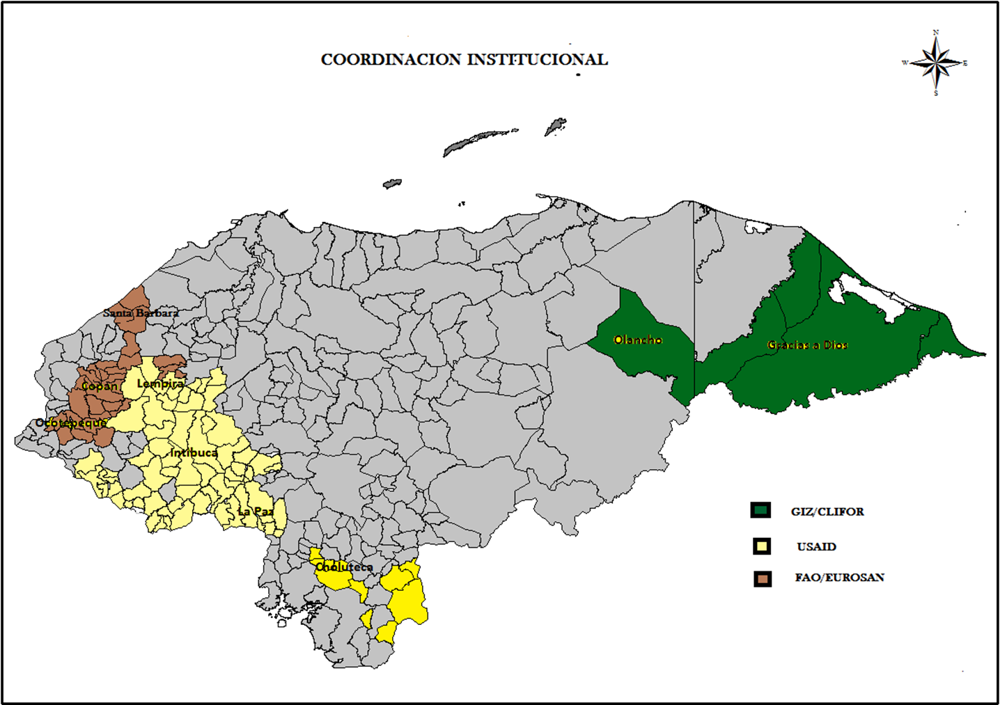 N
COORDINACION INSTITUCIONAL
W
E
S
Santa Barbara
Olancho
Gracias a Dios
Copán
Lempira
Ocotepeque
Intibuca
La Paz
GIZ/CLIFOR
USAID
Choluteca
FAO/EUROSAN